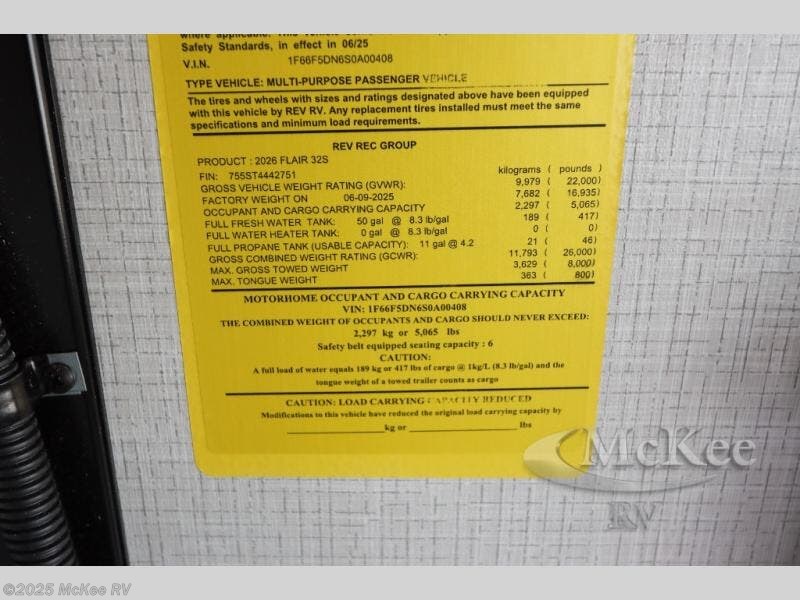 where applicable. This vehicle
Safety Standards, in effect in 06/25
V.I.N. 1F66F5DN6S0A00408
TYPE VEHICLE: MULTI-PURPOSE PASSENGER VEHICLE
The tires and wheels with sizes and ratings designated above have been equipped
with this vehicle by REV RV. Any replacement tires installed must meet the same
specifications and minimum load requirements.
REV REC GROUP
PRODUCT : 2026 FLAIR 32S
FIN: 755ST4442751 kilograms ( pounds )
GROSS VEHICLE WEIGHT RATING (GVWR): 9,979 ( 22,000)
FACTORY WEIGHT ON 06-09-2025 7,682 ( 16,935)
OCCUPANT AND CARGO CARRYING CAPACITY 2,297 ( 5,065)
FULL FRESH WATER TANK: 50 gal @ 8.3 lb/gal 189 ( 417)
FULL WATER HEATER TANK: 0 gal @ 8.3 lb/gal 0 ( 0)
FULL PROPANE TANK (USABLE CAPACITY): 11 gal @ 4.2 21 ( 46)
GROSS COMBINED WEIGHT RATING (GCWR): 11,793 ( 26,000)
MAX. GROSS TOWED WEIGHT 3,629 ( 8,000)
MAX. TONGUE WEIGHT 363 ( 800)
MOTORHOME OCCUPANT AND CARGO CARRYING CAPACITY
VIN: 1F66F5DN6S0A00408
THE COMBINED WEIGHT OF OCCUPANTS AND CARGO SHOULD NEVER EXCEED:
2,297 kg or 5,065 lbs
Safety belt equipped seating capacity : 6
CAUTION:
A full load of water equals 189 kg or 417 lbs of cargo @ 1kg/L (8.3 lb/gal) and the
tongue weight of a towed trailer counts as cargo
CAUTION: LOAD CARRYING CAPACITY REDUCED
Modifications to this vehicle have reduced the original load carrying capacity by
____________________kg or ____________________ lbs
McKee
RV
©2025 McKee RV